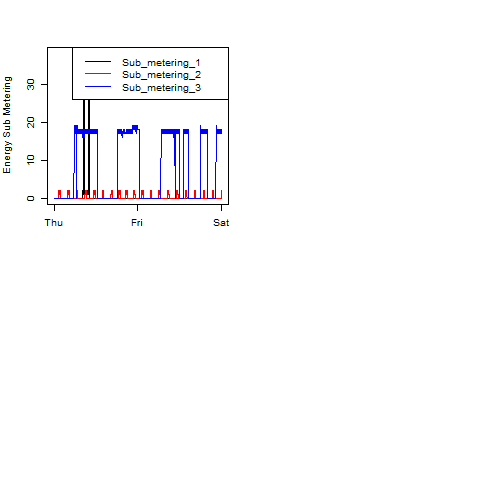 Sub_metering_1
Sub_metering_2
Sub_metering_3
Energy Sub Metering
30
20
10
0
Thu Fri Sat